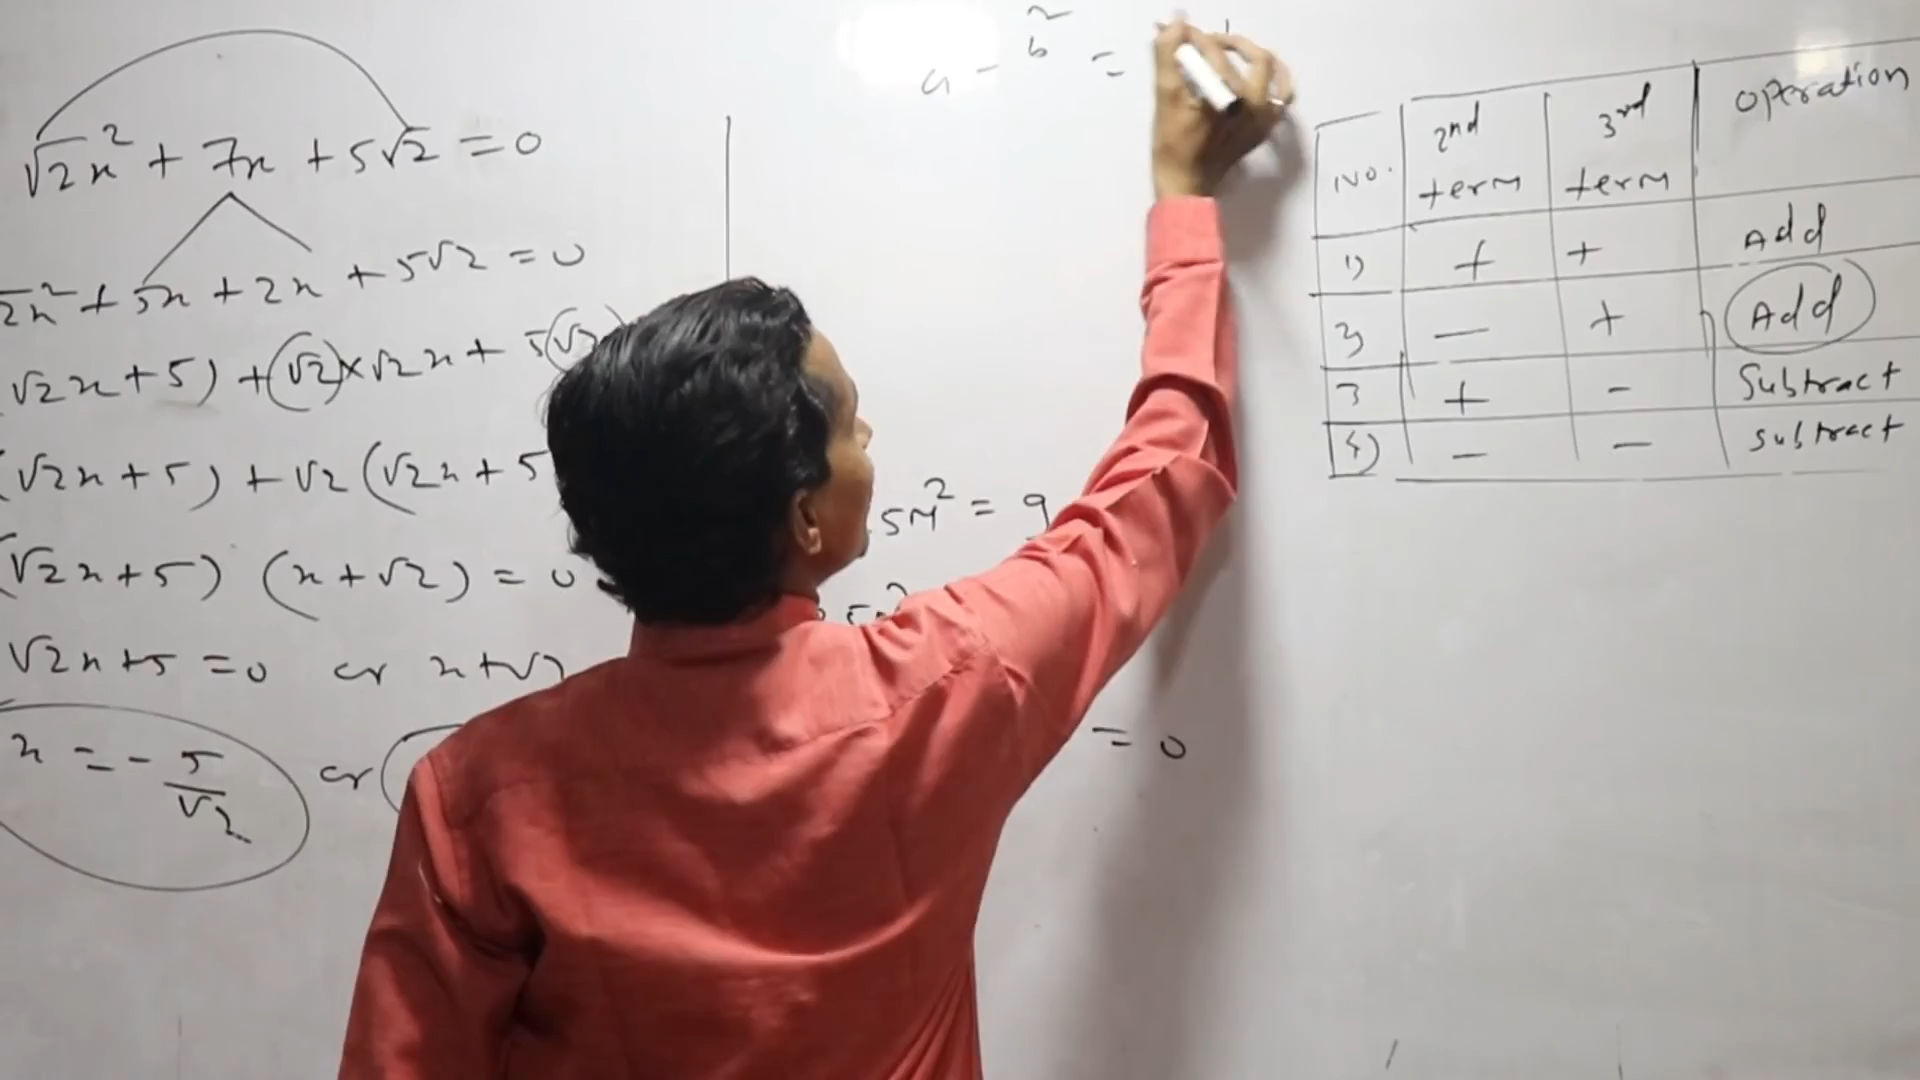 √2x² + 7x + 5√2 = 0
2x² + 5x + 2x + 5√2 = 0
√2x + 5) + √2 × √2x + 5√2
(√2x + 5) + √2 (√2x + 5
(√2x + 5) (x + √2) = 0
√2x + 5 = 0 or x + √2
x = - 5/√2 or
a - b² =
5m² = 9
= 0
No. 2nd term 3rd term operation
1) + + Add
2) — + Add
3 + - Subtract
4) - — subtract